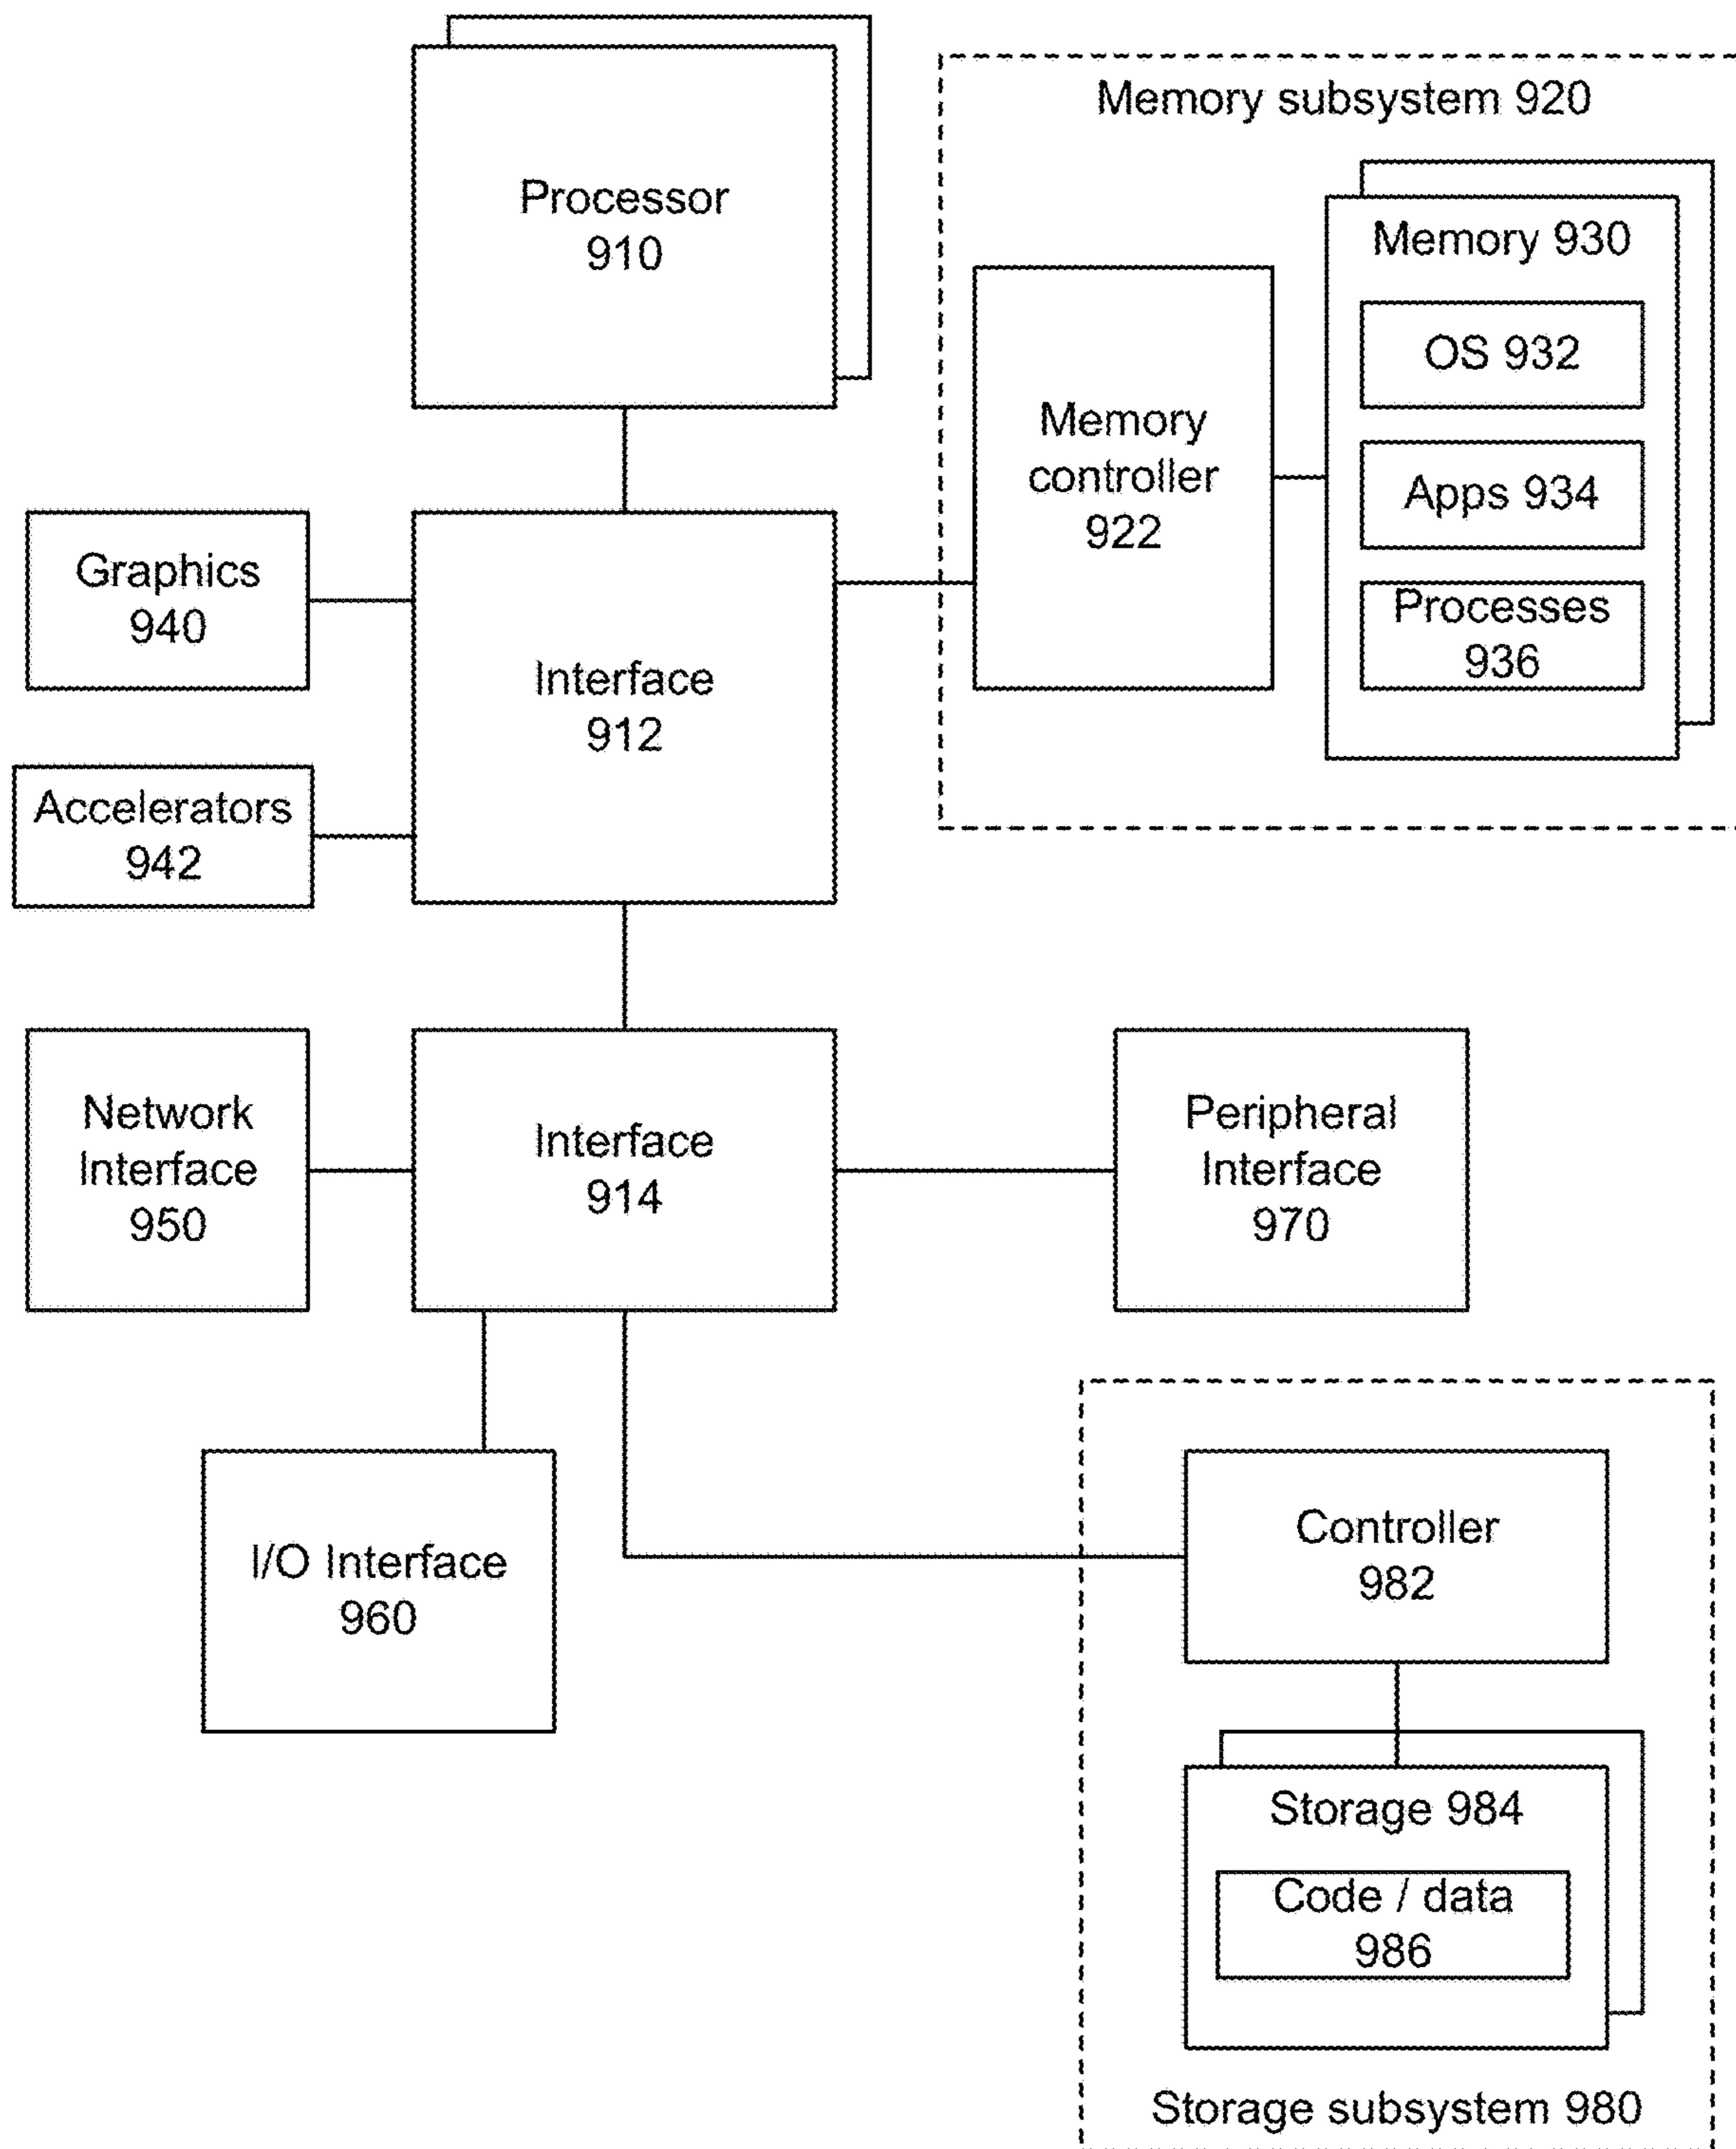 Processor
910
Memory subsystem 920
Memory 930
OS 932
Apps 934
Processes
936
Memory
controller
922
Graphics
940
Interface
912
Accelerators
942
Network
Interface
950
Interface
914
Peripheral
Interface
970
I/O Interface
960
Controller
982
Storage 984
Code / data
986
Storage subsystem 980